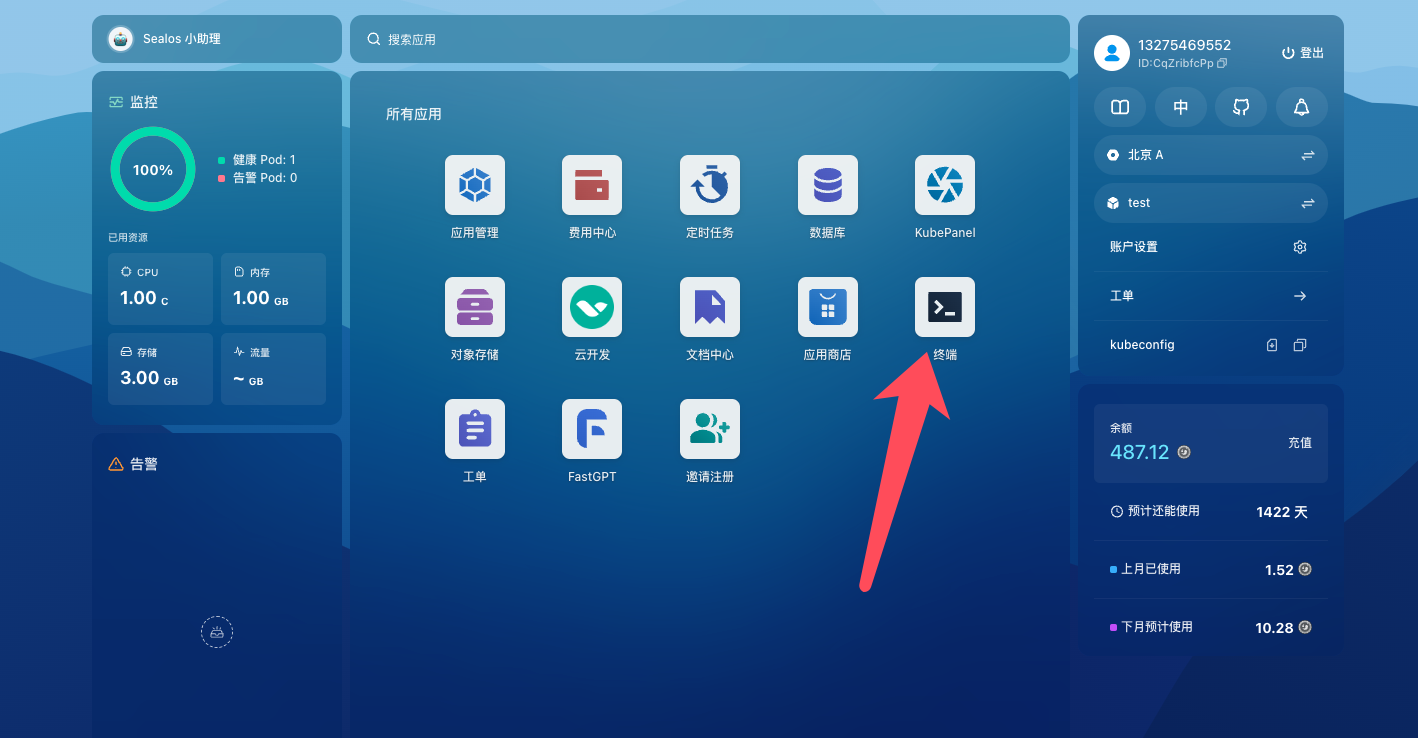 Sealos 小助理
搜索应用
13275469552
ID:CqZribfcPp
登出
中
北京 A
test
账户设置
工单
kubeconfig
监控
100%
健康 Pod: 1
告警 Pod: 0
已用资源
CPU
1.00 C
内存
1.00 GB
存储
3.00 GB
流量
~ GB
告警
所有应用
应用管理
费用中心
定时任务
数据库
KubePanel
对象存储
云开发
文档中心
应用商店
终端
工单
FastGPT
邀请注册
余额
487.12
充值
预计还能使用
1422 天
上月已使用
1.52
下月预计使用
10.28